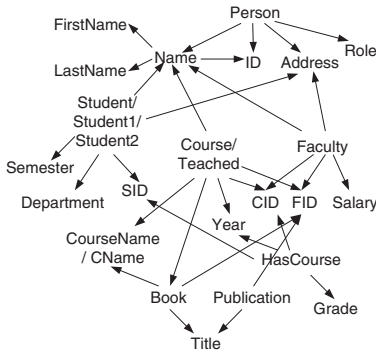 Person
FirstName
Role
Name
ID
Address
LastName
Student/
Student1/
Student2
Course/
Teached
Faculty
Semester
Department
SID
CID
FID
Salary
Year
CourseName
/ CName
HasCourse
Book
Publication
Grade
Title